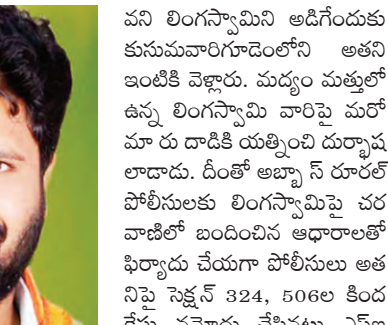 వని లింగస్వామిని అడిగేందుకు
కుసుమవారిగూడెంలోని అతని
ఇంటికి వెళ్లారు. మద్యం మత్తులో
ఉన్న లింగస్వామి వారిపై మరో
మా రు దాడికి యత్నించి దుర్భాష
లాడాడు. దీంతో అబ్బా స్ రూరల్
పోలీసులకు లింగస్వామిపై చర
వాణిలో బంధించిన ఆధారాలతో
ఫిర్యాదు చేయగా పోలీసులు అత
నిపై సెక్షన్ 324, 506ల కింద